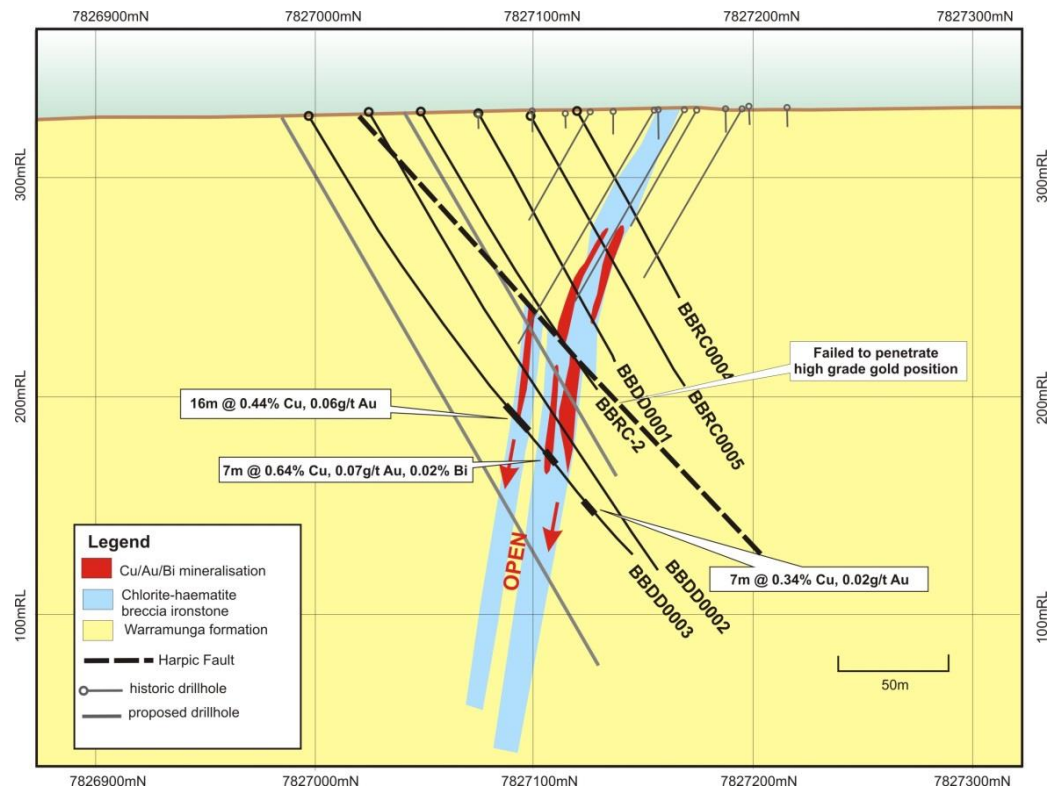 7826900mN 7827000mN 7827100mN 7827200mN 7827300mN
300mRL
300mRL
BBRC0004
Failed to penetrate
high grade gold position
BBDD0001
200mRL
BBRC-2
200mRL
16m @ 0.44% Cu, 0.06g/t Au
BBRC0005
7m @ 0.64% Cu, 0.07g/t Au, 0.02% Bi
OPEN
7m @ 0.34% Cu, 0.02g/t Au
BBDD0002
BBDD0003
100mRL
100mRL
Legend
Cu/Au/Bi mineralisation
Chlorite-haematite
breccia ironstone
Warramunga formation
Harpic Fault
historic drillhole
proposed drillhole
50m
7826900mN 7827000mN 7827100mN 7827200mN 7827300mN